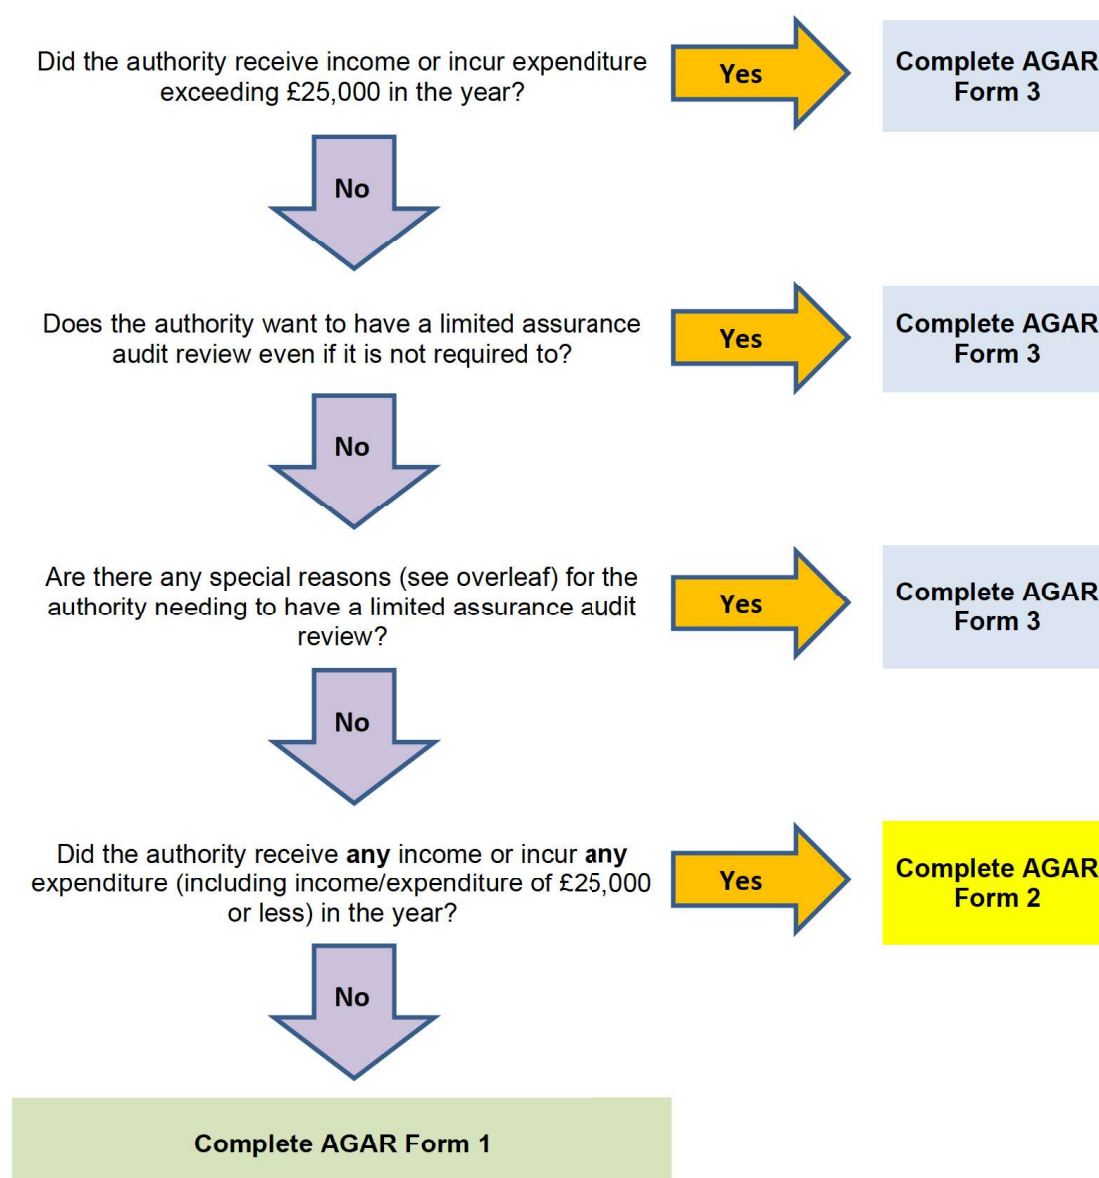 Did the authority receive income or incur expenditure
exceeding £25,000 in the year?
Yes
Complete AGAR
Form 3
No
Does the authority want to have a limited assurance
audit review even if it is not required to?
Yes
Complete AGAR
Form 3
No
Are there any special reasons (see overleaf) for the
authority needing to have a limited assurance audit
review?
Yes
Complete AGAR
Form 3
No
Did the authority receive any income or incur any
expenditure (including income/expenditure of £25,000
or less) in the year?
Yes
Complete AGAR
Form 2
No
Complete AGAR Form 1